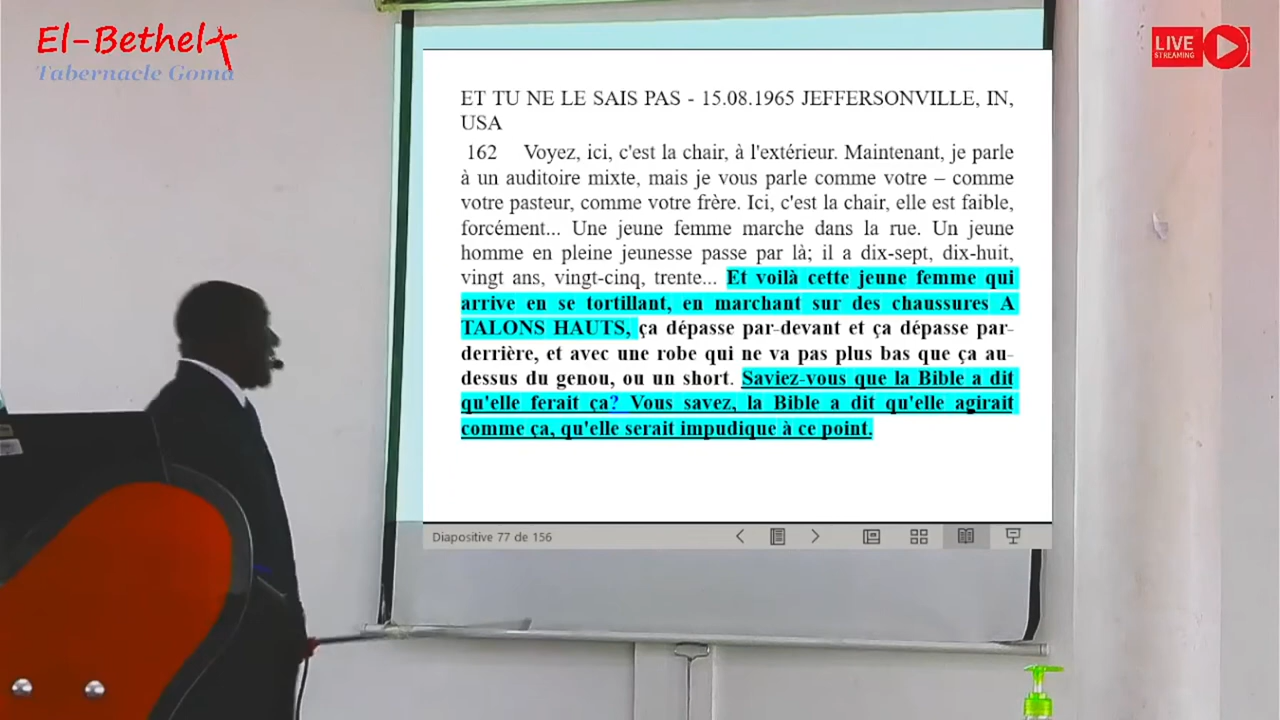 El-Bethel
Tabernacle Goma
LIVE
STREAMING
ET TU NE LE SAIS PAS - 15.08.1965 JEFFERSONVILLE, IN,
USA
162 Voyez, ici, c'est la chair, à l'extérieur. Maintenant, je parle
à un auditoire mixte, mais je vous parle comme votre – comme
votre pasteur, comme votre frère. Ici, c'est la chair, elle est faible,
forcément... Une jeune femme marche dans la rue. Un jeune
homme en pleine jeunesse passe par là; il a dix-sept, dix-huit,
vingt ans, vingt-cinq, trente... Et voilà cette jeune femme qui
arrive en se tortillant, en marchant sur des chaussures A
TALONS HAUTS, ça dépasse par-devant et ça dépasse par-
derrière, et avec une robe qui ne va pas plus bas que ça au-
dessus du genou, ou un short. Saviez-vous que la Bible a dit
qu'elle ferait ça? Vous savez, la Bible a dit qu'elle agirait
comme ça, qu'elle serait impudique à ce point.
Diapositive 77 de 156